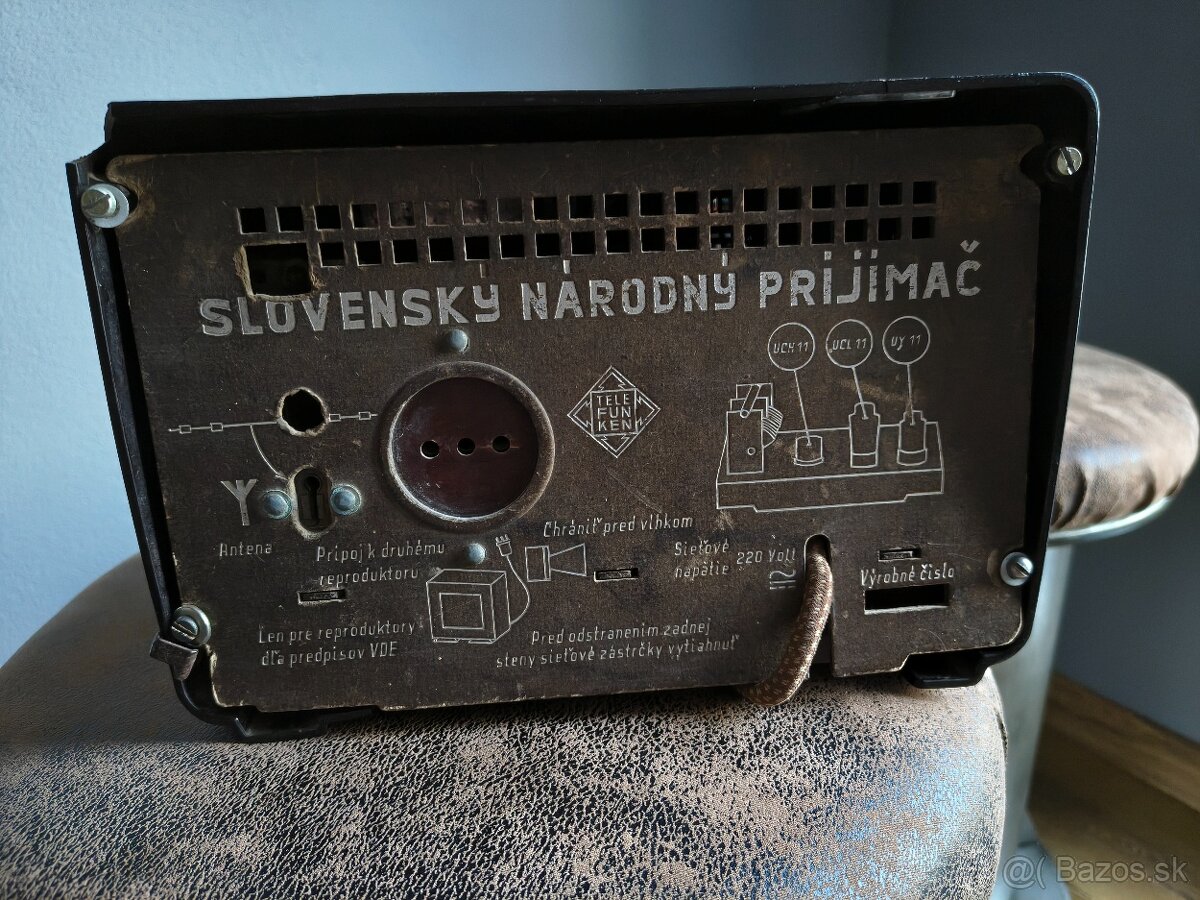 SLOVENSKÝ NÁRODNÝ PRIJÍMAČ
UCH 11
UCL 11
UY 11
TELE
FUN
KEN
Antena
Prípoj k druhému
reproduktoru
Chrániť pred vlhkom
Sieťové
napätie
220 Volt
Výrobné číslo
Len pre reproduktory
dľa predpisov VDE
Pred odstranením zadnej
steny sieťové zástrčky vytiahnuť
@( Bazos.sk